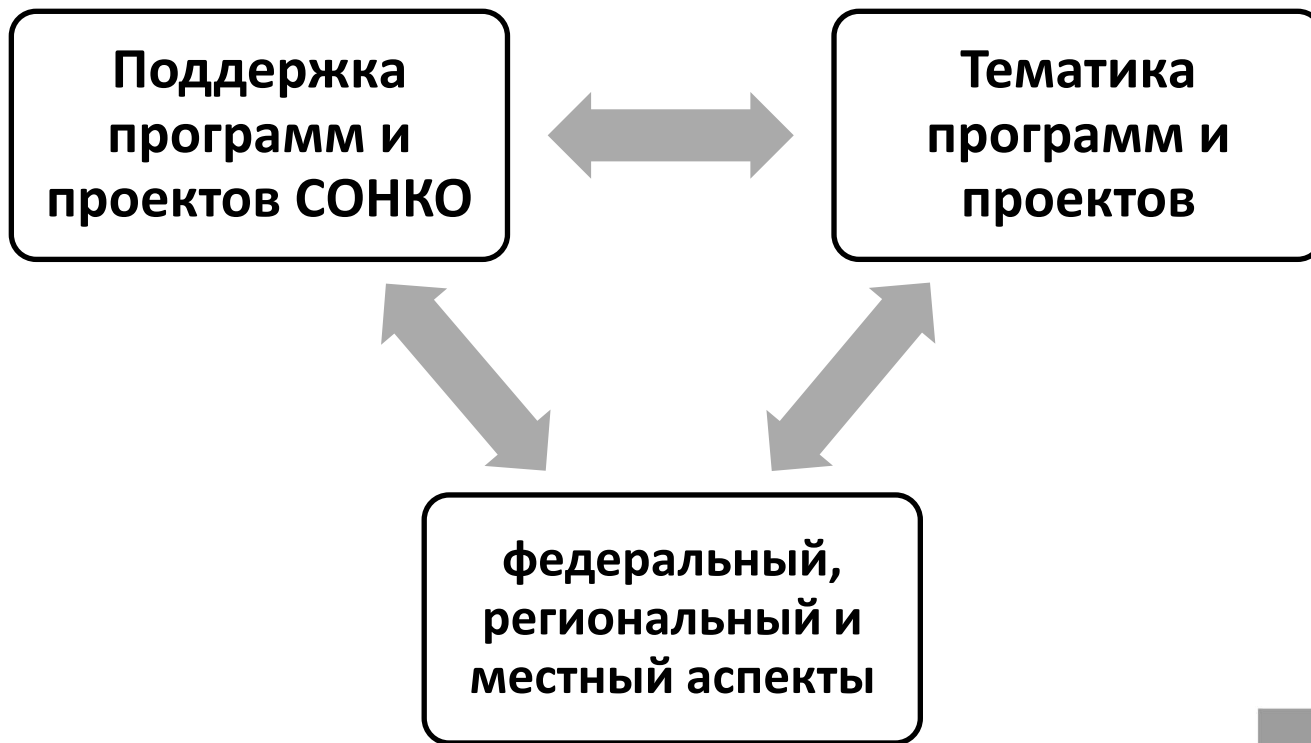 Поддержка
программ и
проектов СОНКО
Тематика
программ и
проектов
федеральный,
региональный и
местный аспекты